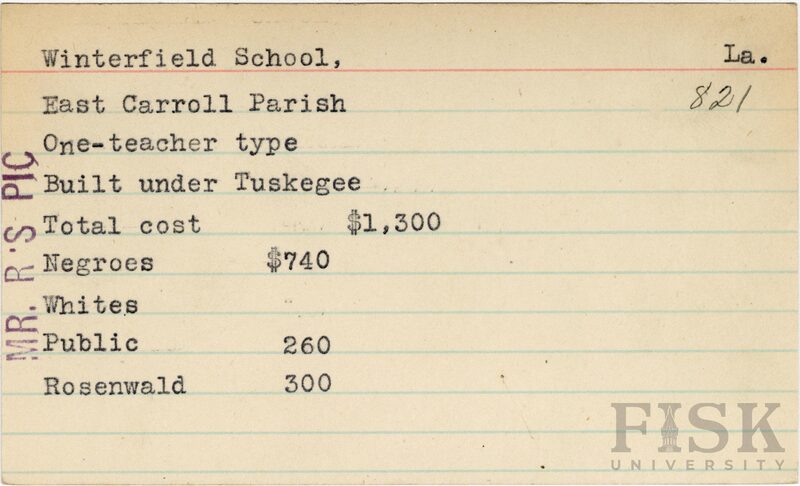 Winterfield School, La.
East Carroll Parish 821
One-teacher type
Built under Tuskegee
Total cost $1,300
Negroes $740
Whites
Public 260
Rosenwald 300
MR. R'S PIC
FISK
UNIVERSITY